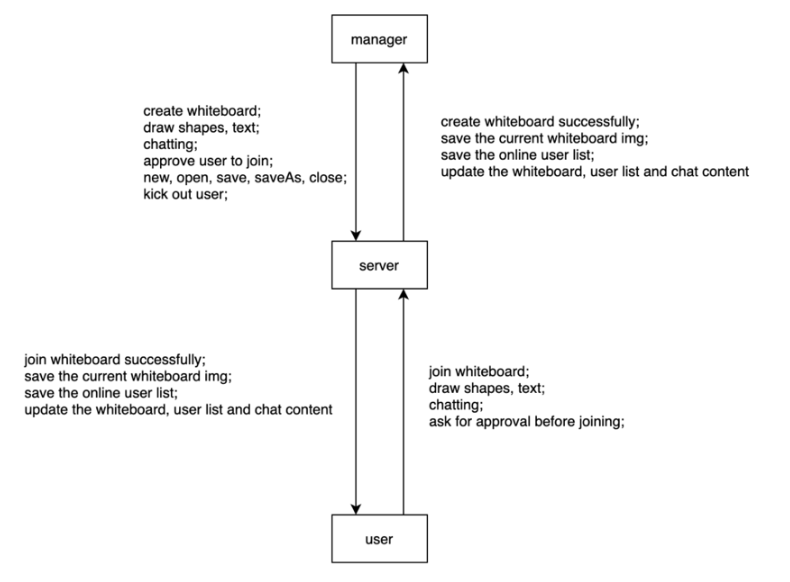 manager
create whiteboard;
draw shapes, text;
chatting;
approve user to join;
new, open, save, saveAs, close;
kick out user;
create whiteboard successfully;
save the current whiteboard img;
save the online user list;
update the whiteboard, user list and chat content
server
join whiteboard successfully;
save the current whiteboard img;
save the online user list;
update the whiteboard, user list and chat content
join whiteboard;
draw shapes, text;
chatting;
ask for approval before joining;
user